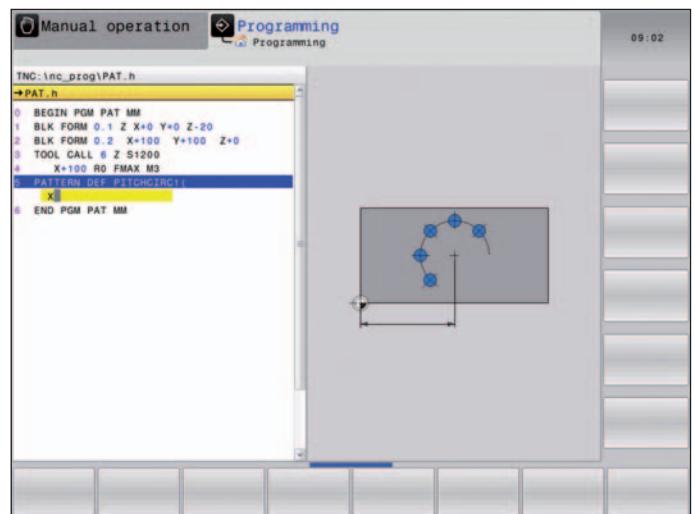 Manual operation
Programming
Programming
09:02
TNC:\nc_prog\PAT.h
→PAT.h
0 BEGIN PGM PAT MM
1 BLK FORM 0.1 Z X+0 Y+0 Z-20
2 BLK FORM 0.2 X+100 Y+100 Z+0
3 TOOL CALL 6 Z S1200
4 X+100 R0 FMAX M3
5 PATTERN DEF PITCHCIRC1(
X
6 END PGM PAT MM